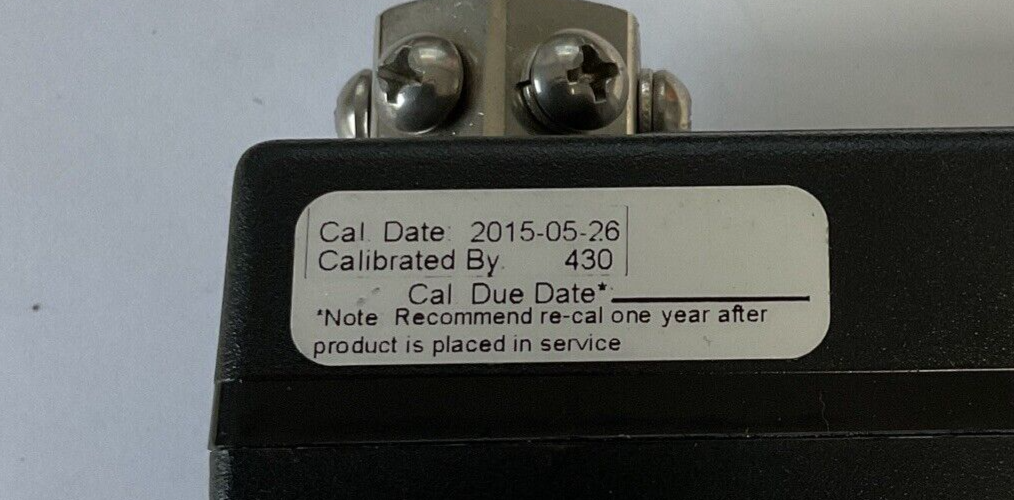 Cal. Date: 2015-05-26
Calibrated By. 430
Cal Due Date*
*Note Recommend re-cal one year after
product is placed in service